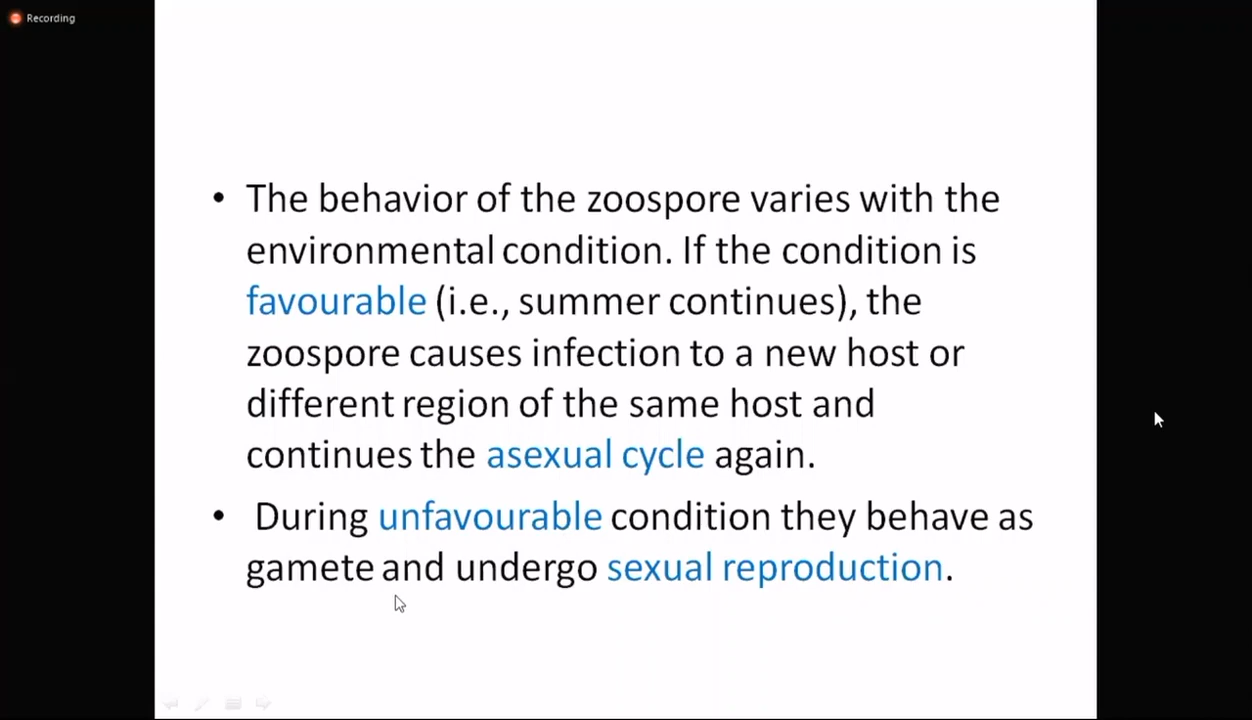 Recording
• The behavior of the zoospore varies with the
environmental condition. If the condition is
favourable (i.e., summer continues), the
zoospore causes infection to a new host or
different region of the same host and
continues the asexual cycle again.
• During unfavourable condition they behave as
gamete and undergo sexual reproduction.